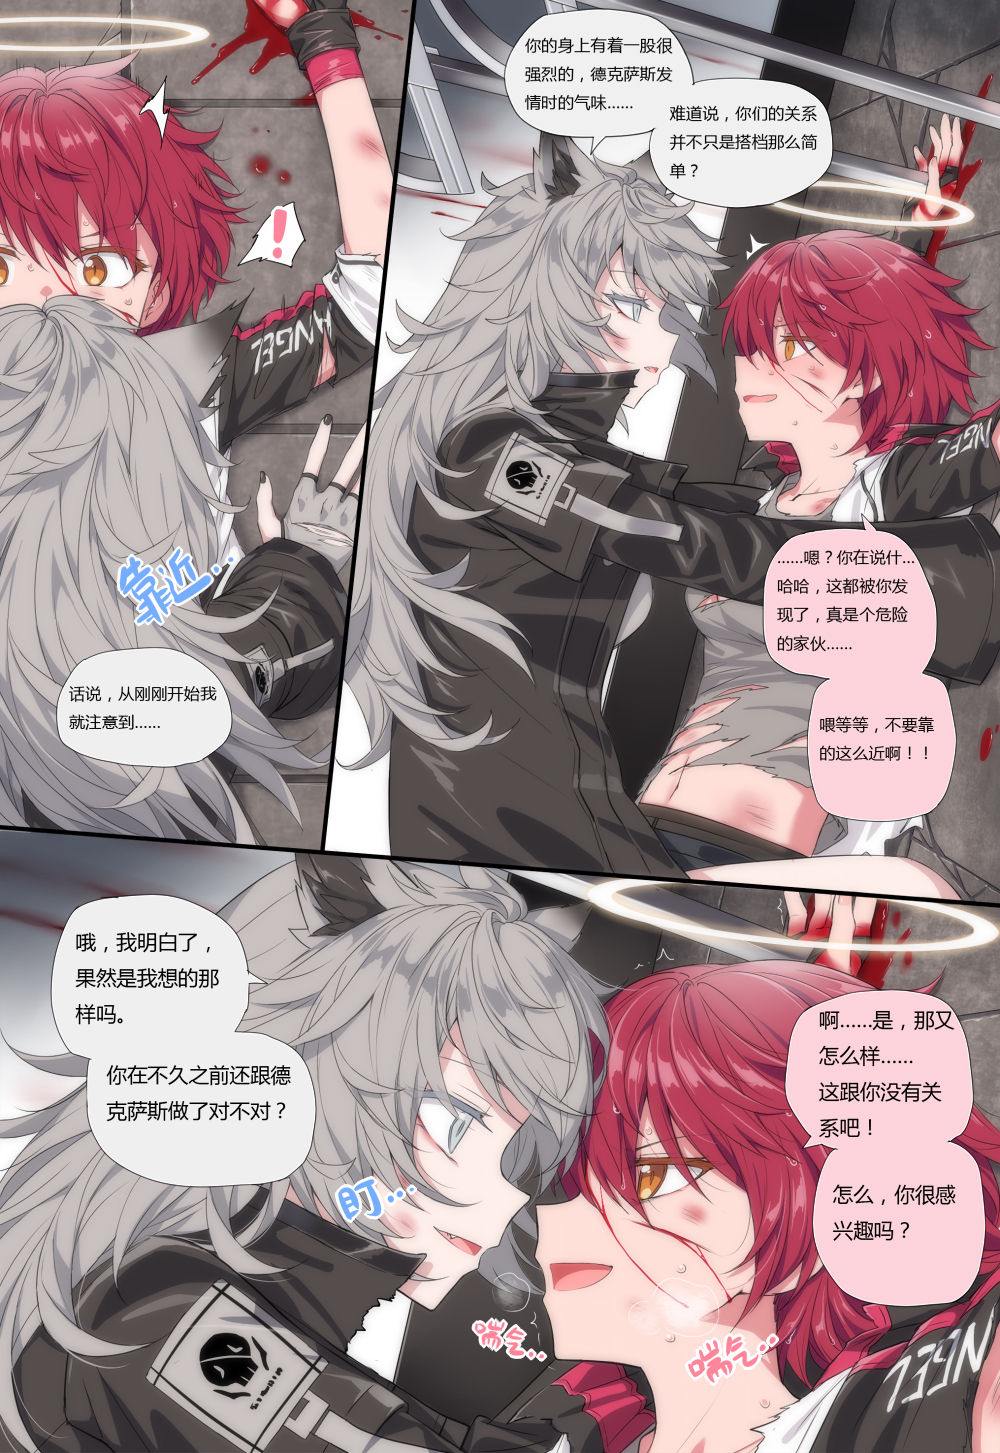 话说，从刚刚开始我
就注意到……
靠近..
!
ANGEL
你的身上有着一股很
强烈的，德克萨斯发
情时的气味……
难道说，你们的关系
并不只是搭档那么简
单？
……嗯？你在说什…
哈哈，这都被你发
现了，真是个危险
的家伙……
喂等等，不要靠
的这么近啊！！
NGEL
哦，我明白了，
果然是我想的那
样吗。
你在不久之前还跟德
克萨斯做了对不对？
盯...
啊……是，那又
怎么样……
这跟你没有关
系吧！
怎么，你很感
兴趣吗？
喘气..
喘气..
ANGEL